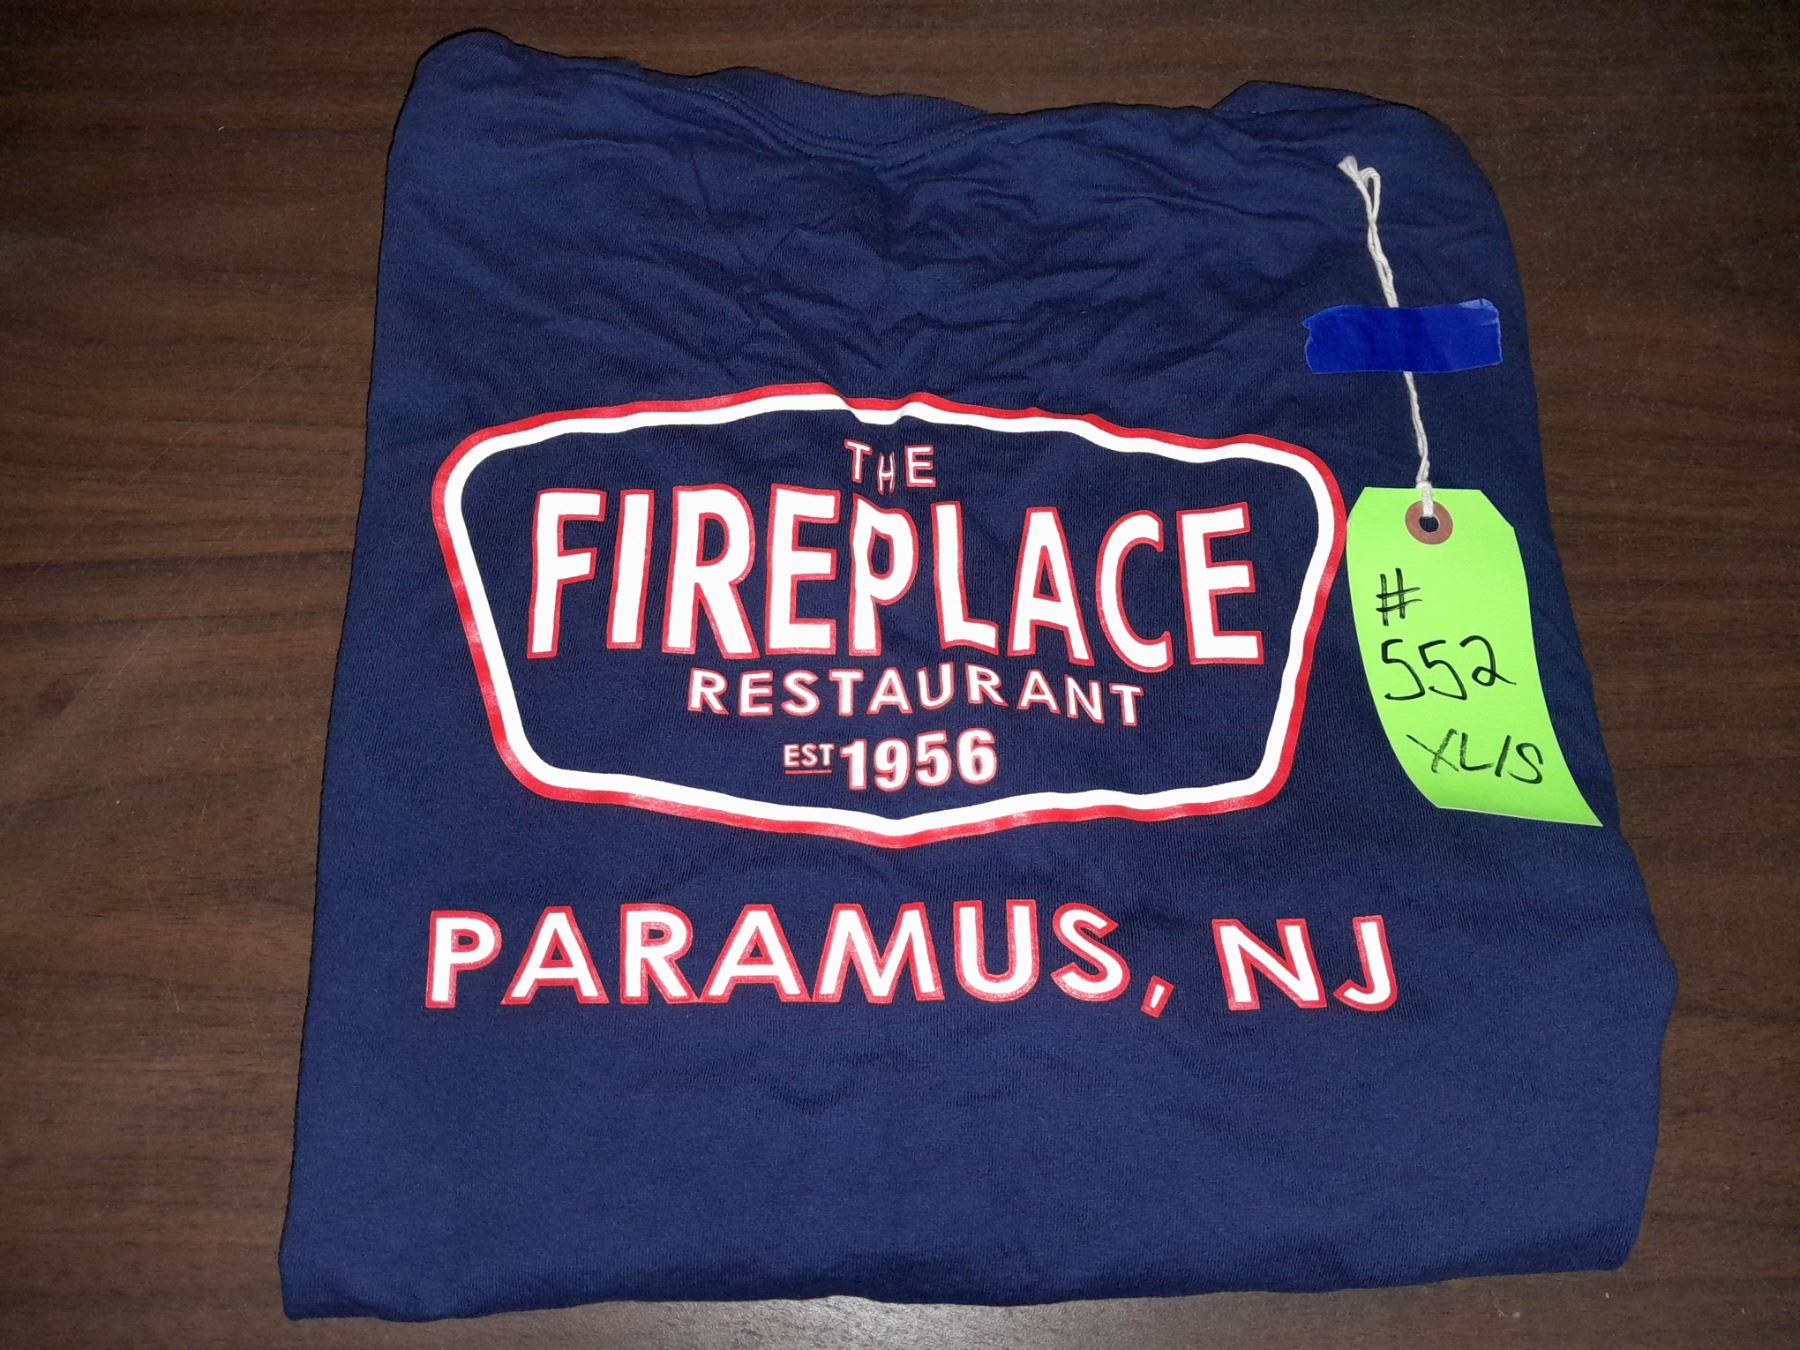 THE
FIREPLACE
RESTAURANT
EST 1956
PARAMUS, NJ
#
552
XL/S